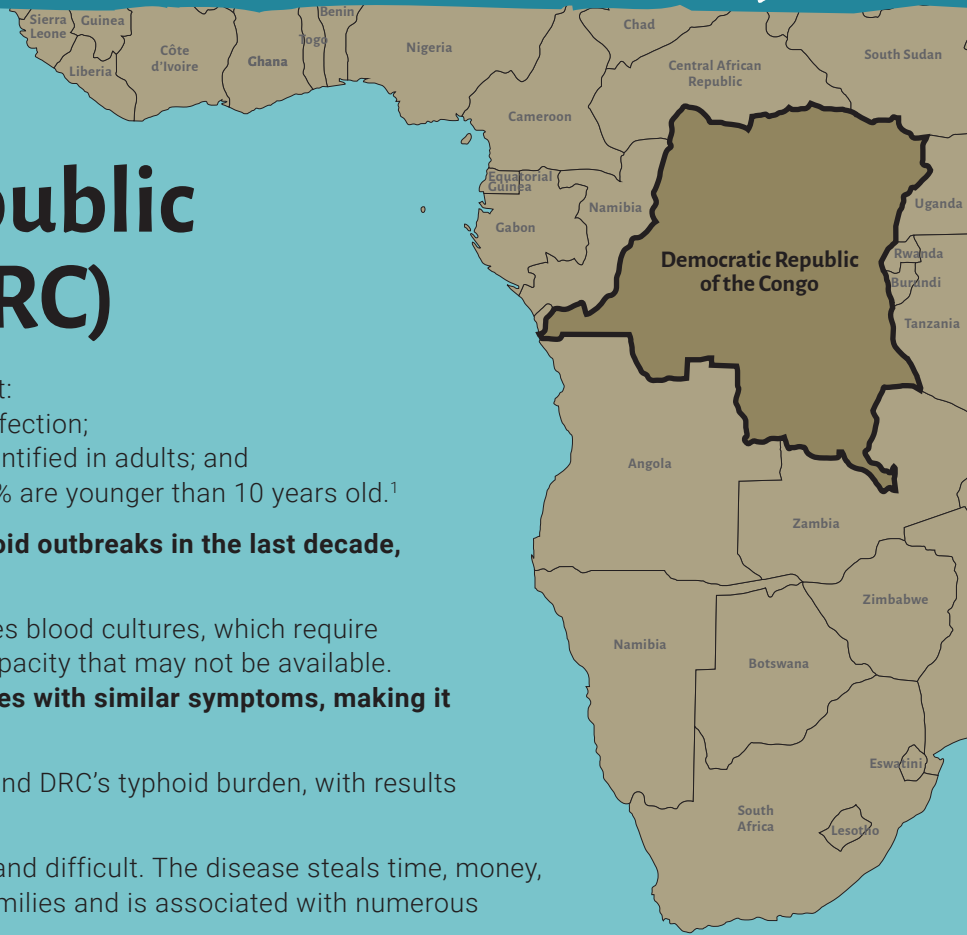 Benin
Sierra
Leone
Guinea
Togo
Chad
Côte
d'Ivoire
Ghana
Nigeria
South Sudan
Liberia
Central African
Republic
Cameroon
public
RC)
Equatorial
Guinea
Namibia
Gabon
Uganda
Rwanda
Democratic Republic
of the Congo
Burundi
Tanzania
t:
fection;
ntified in adults; and
% are younger than 10 years old.¹
oid outbreaks in the last decade,
es blood cultures, which require
pacity that may not be available.
es with similar symptoms, making it
nd DRC's typhoid burden, with results
and difficult. The disease steals time, money,
milies and is associated with numerous
Angola
Zambia
Zimbabwe
Namibia
Botswana
Eswatini
South
Africa
Lesotho